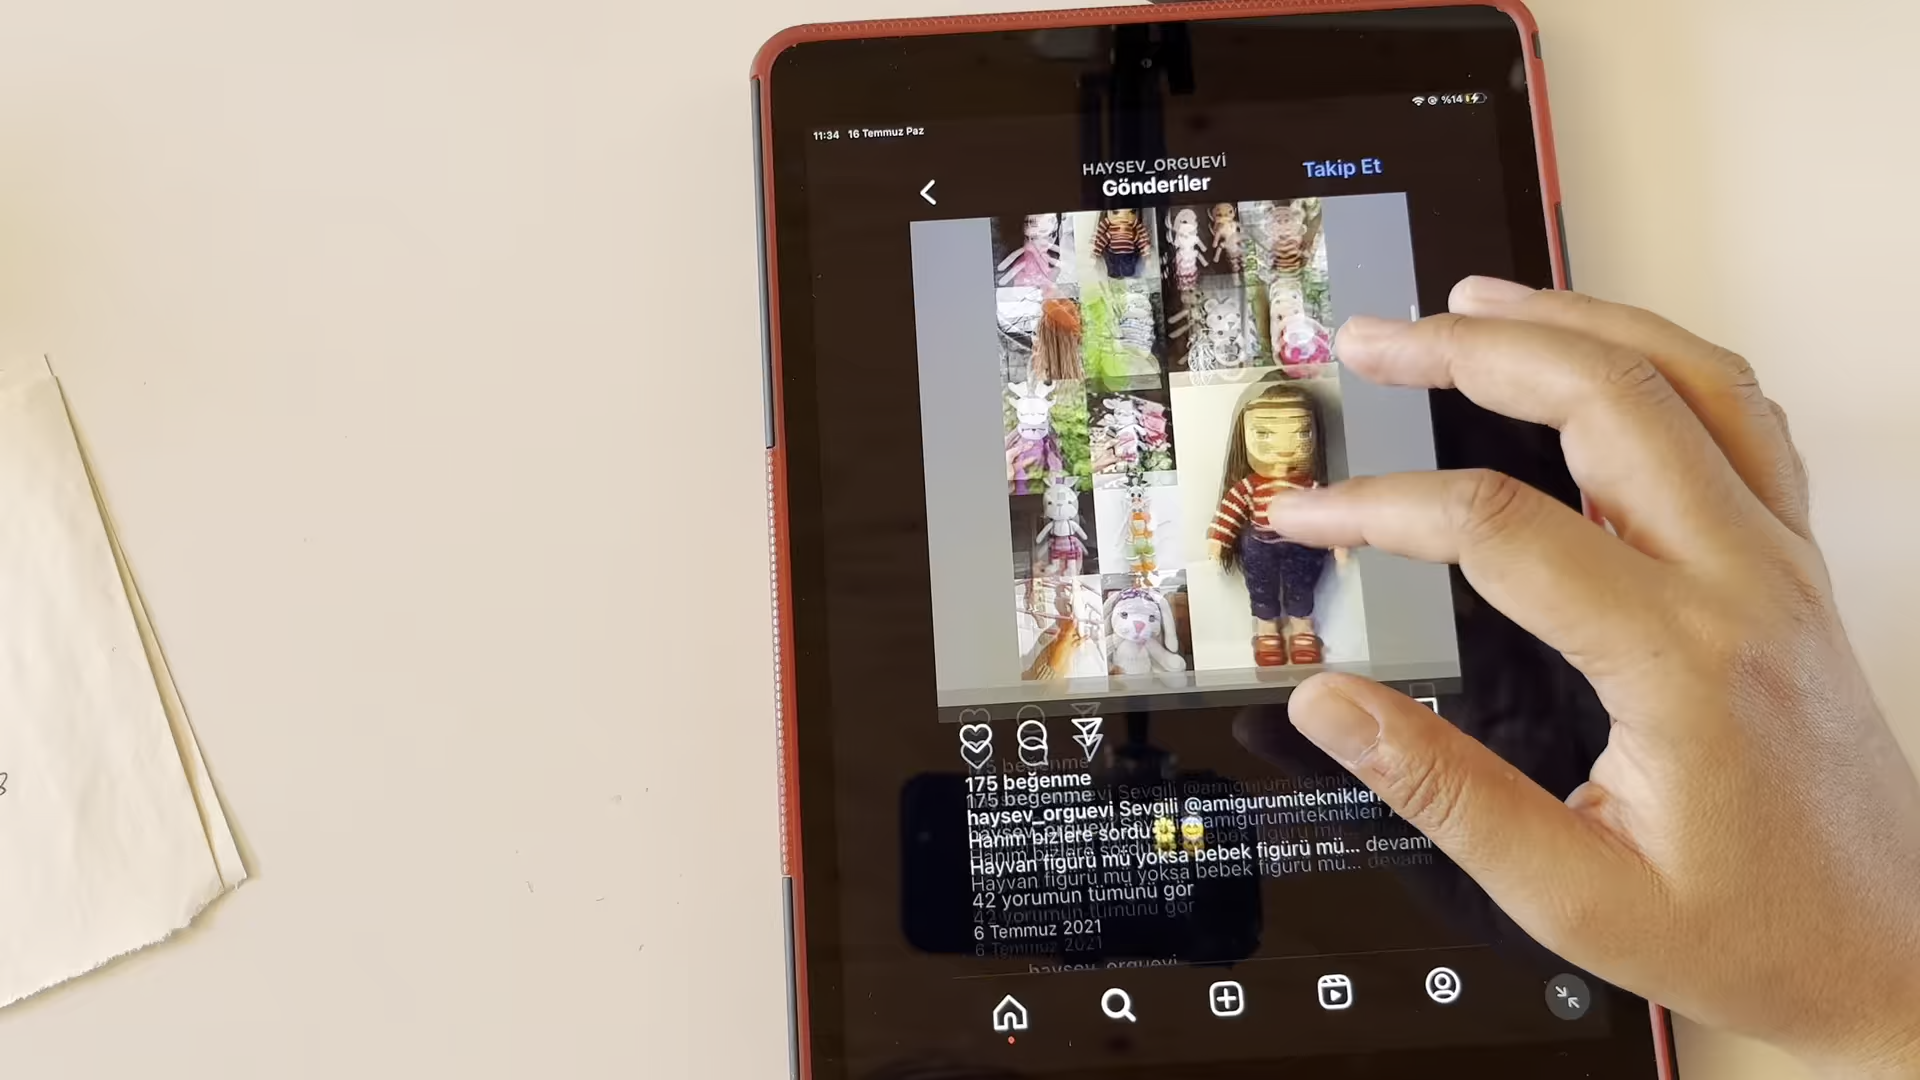 11:34 16 Temmuz Paz
%14
HAYSEV_ORGUEVİ
Gönderiler
Takip Et
175 beğenme
haysev_orguevi Sevgili @amigurumiteknikleri
Hanım bizlere sordu🌼😊
Hayvan figürü mü yoksa bebek figürü mü... devamı
42 yorumun tümünü gör
6 Temmuz 2021
haysev_orguevi